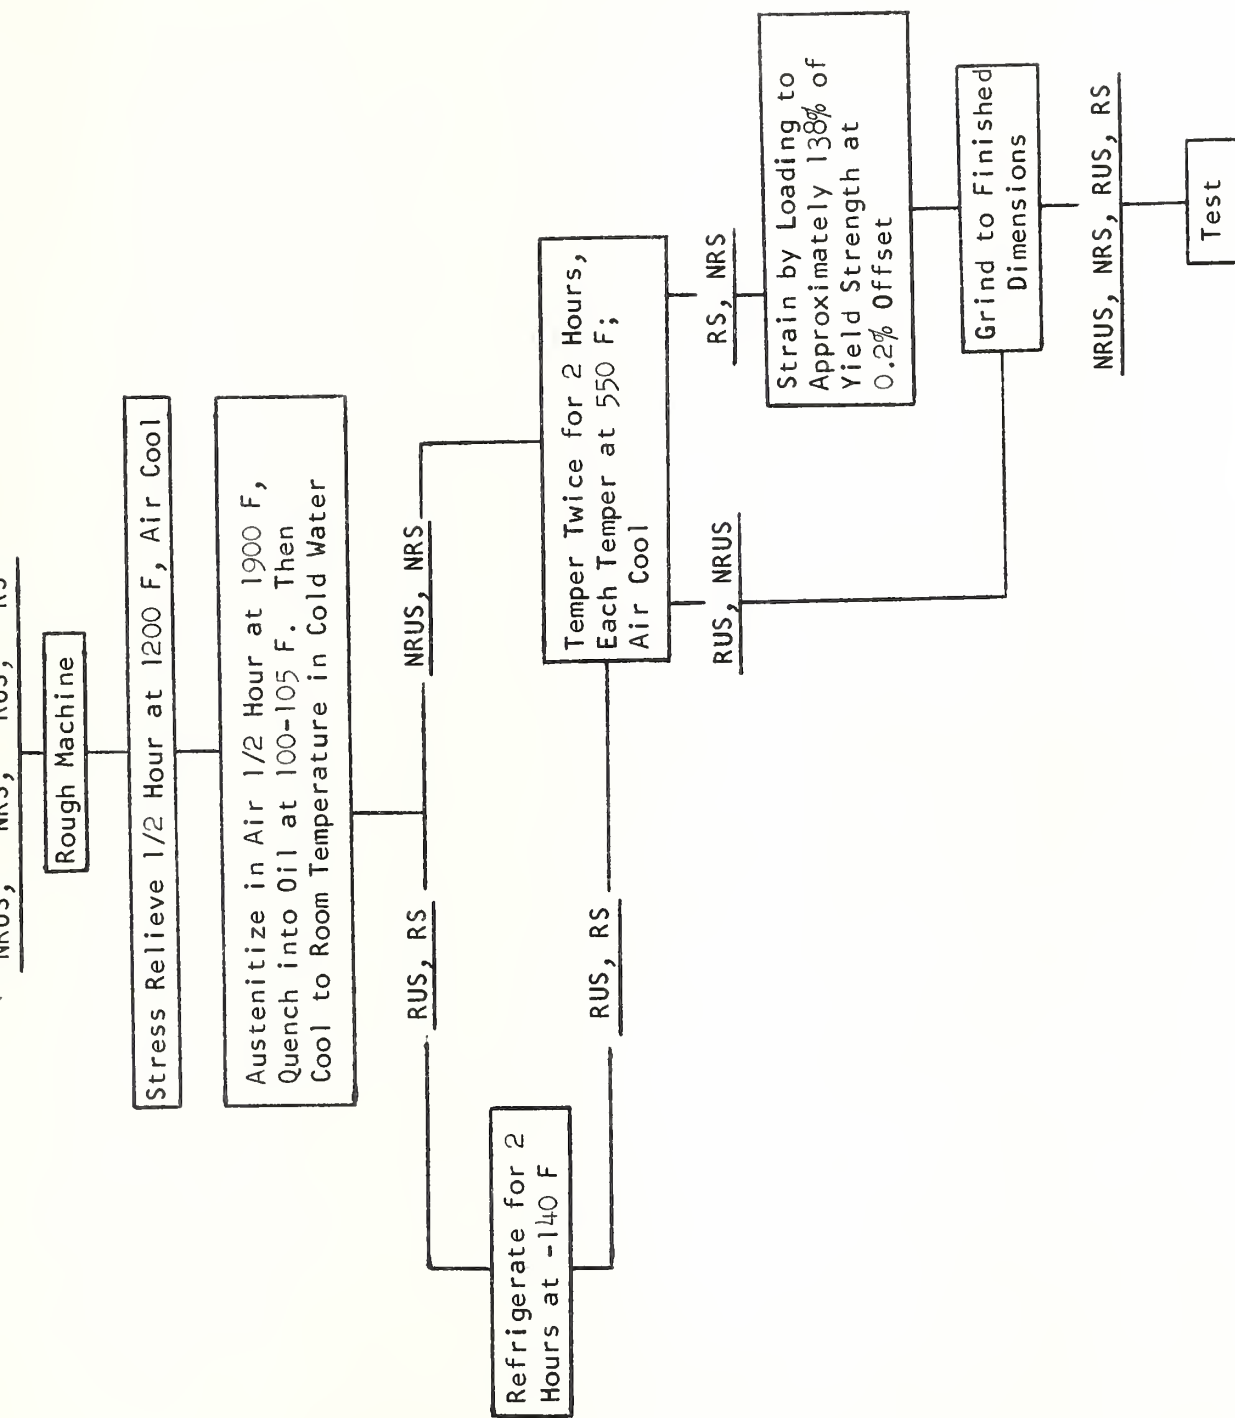 NRUS, NRS, RUS, RS
Rough Machine
Stress Relieve 1/2 Hour at 1200 F, Air Cool
Austenitize in Air 1/2 Hour at 1900 F,
Quench into Oil at 100-105 F. Then
Cool to Room Temperature in Cold Water
RUS, RS
NRUS, NRS
Refrigerate for 2
Hours at -140 F
RUS, RS
Temper Twice for 2 Hours,
Each Temper at 550 F;
Air Cool
RUS, NRUS
RS, NRS
Strain by Loading to
Approximately 138% of
Yield Strength at
0.2% Offset
Grind to Finished
Dimensions
NRUS, NRS, RUS, RS
Test